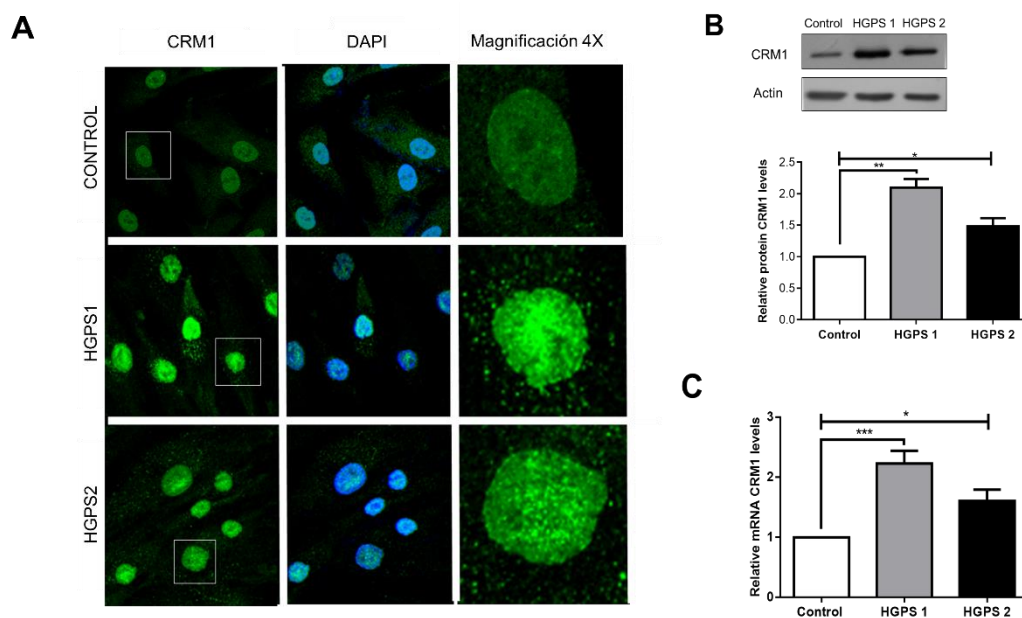 A
CRM1 DAPI Magnificación 4X
CONTROL
HGPS1
HGPS2
B
Control HGPS 1 HGPS 2
CRM1
Actin
Relative protein CRM1 levels
2.5
2.0
1.5
1.0
0.5
0.0
*
**
Control HGPS 1 HGPS 2
C
Relative mRNA CRM1 levels
3
2
1
0
*
***
Control HGPS 1 HGPS 2